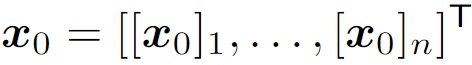 𝒙₀ = [[𝒙₀]₁, . . . , [𝒙₀]ₙ]ᵀ